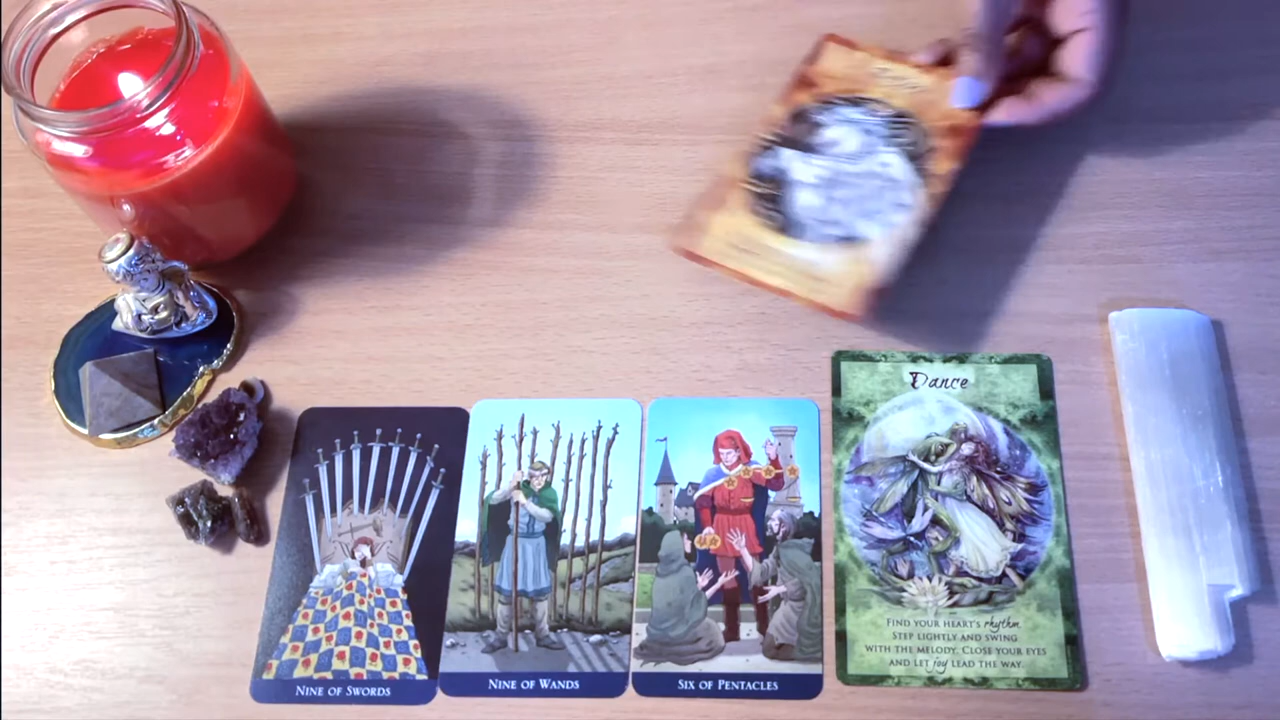 Nine of Swords
Nine of Wands
Six of Pentacles
Dance
Find your heart's rhythm.
Step lightly and swing
with the melody. Close your eyes
and let joy lead the way.